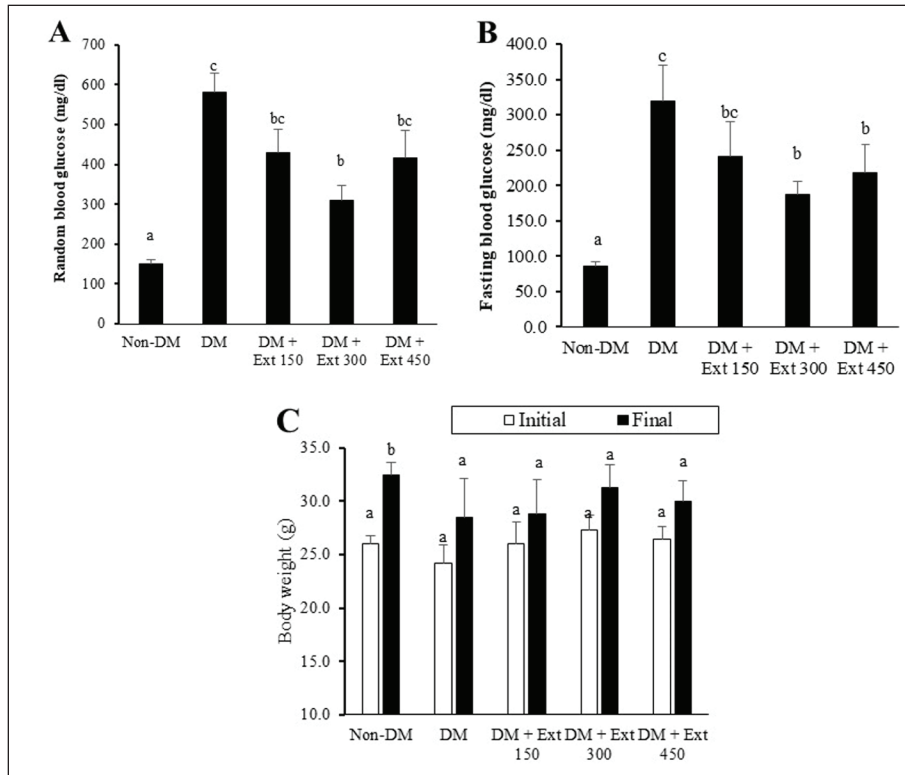 A
Random blood glucose (mg/dl)
700
600
500
400
300
200
100
0
a
c
bc
b
bc
Non-DM DM DM + DM + DM +
Ext 150 Ext 300 Ext 450
B
Fasting blood glucose (mg/dl)
400.0
350.0
300.0
250.0
200.0
150.0
100.0
50.0
0.0
a
c
bc
b
b
Non-DM DM DM + DM + DM +
Ext 150 Ext 300 Ext 450
C
Initial Final
Body weight (g)
35.0
30.0
25.0
20.0
15.0
10.0
a b
a a
a a
a a
a a
Non-DM DM DM + Ext DM + Ext DM + Ext
150 300 450